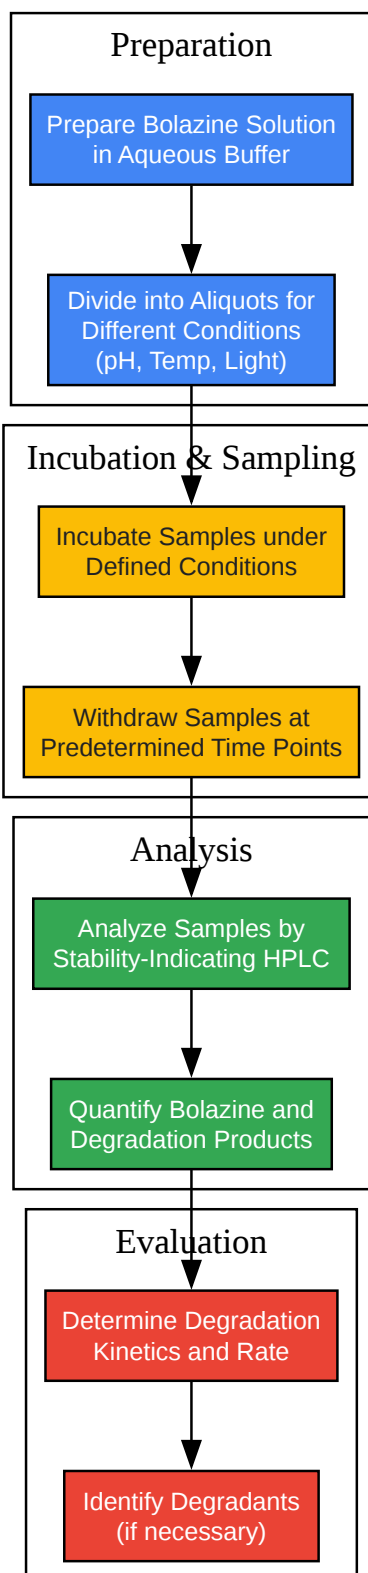 Preparation
Prepare Bolazine Solution
in Aqueous Buffer
Divide into Aliquots for
Different Conditions
(pH, Temp, Light)
Incubation & Sampling
Incubate Samples under
Defined Conditions
Withdraw Samples at
Predetermined Time Points
Analysis
Analyze Samples by
Stability-Indicating HPLC
Quantify Bolazine and
Degradation Products
Evaluation
Determine Degradation
Kinetics and Rate
Identify Degradants
(if necessary)